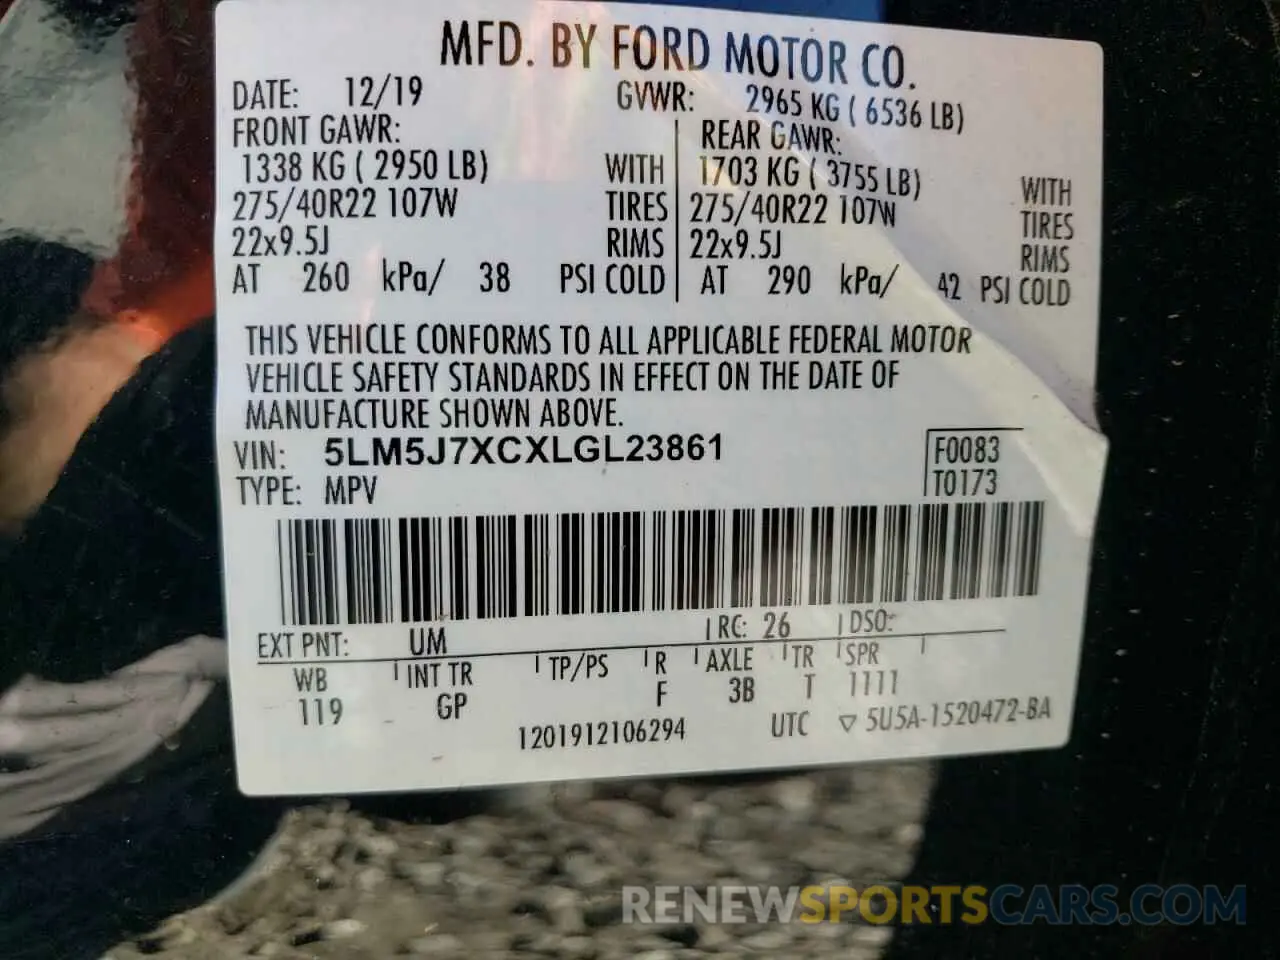 MFD. BY FORD MOTOR CO.
DATE: 12/19 GVWR: 2965 KG ( 6536 LB)
FRONT GAWR: REAR GAWR:
1338 KG ( 2950 LB) WITH 1703 KG ( 3755 LB) WITH
275/40R22 107W TIRES 275/40R22 107W TIRES
22x9.5J RIMS 22x9.5J RIMS
AT 260 kPa/ 38 PSI COLD AT 290 kPa/ 42 PSI COLD
THIS VEHICLE CONFORMS TO ALL APPLICABLE FEDERAL MOTOR
VEHICLE SAFETY STANDARDS IN EFFECT ON THE DATE OF
MANUFACTURE SHOWN ABOVE.
VIN: 5LM5J7XCXLGL23861 F0083
TYPE: MPV T0173
EXT PNT: UM RC: 26 DSO:
WB INT TR TP/PS R AXLE TR SPR
119 GP F 3B T 1111
1201912106294 UTC ▽ 5U5A-1520472-BA
RENEWSPORTSCARS.COM